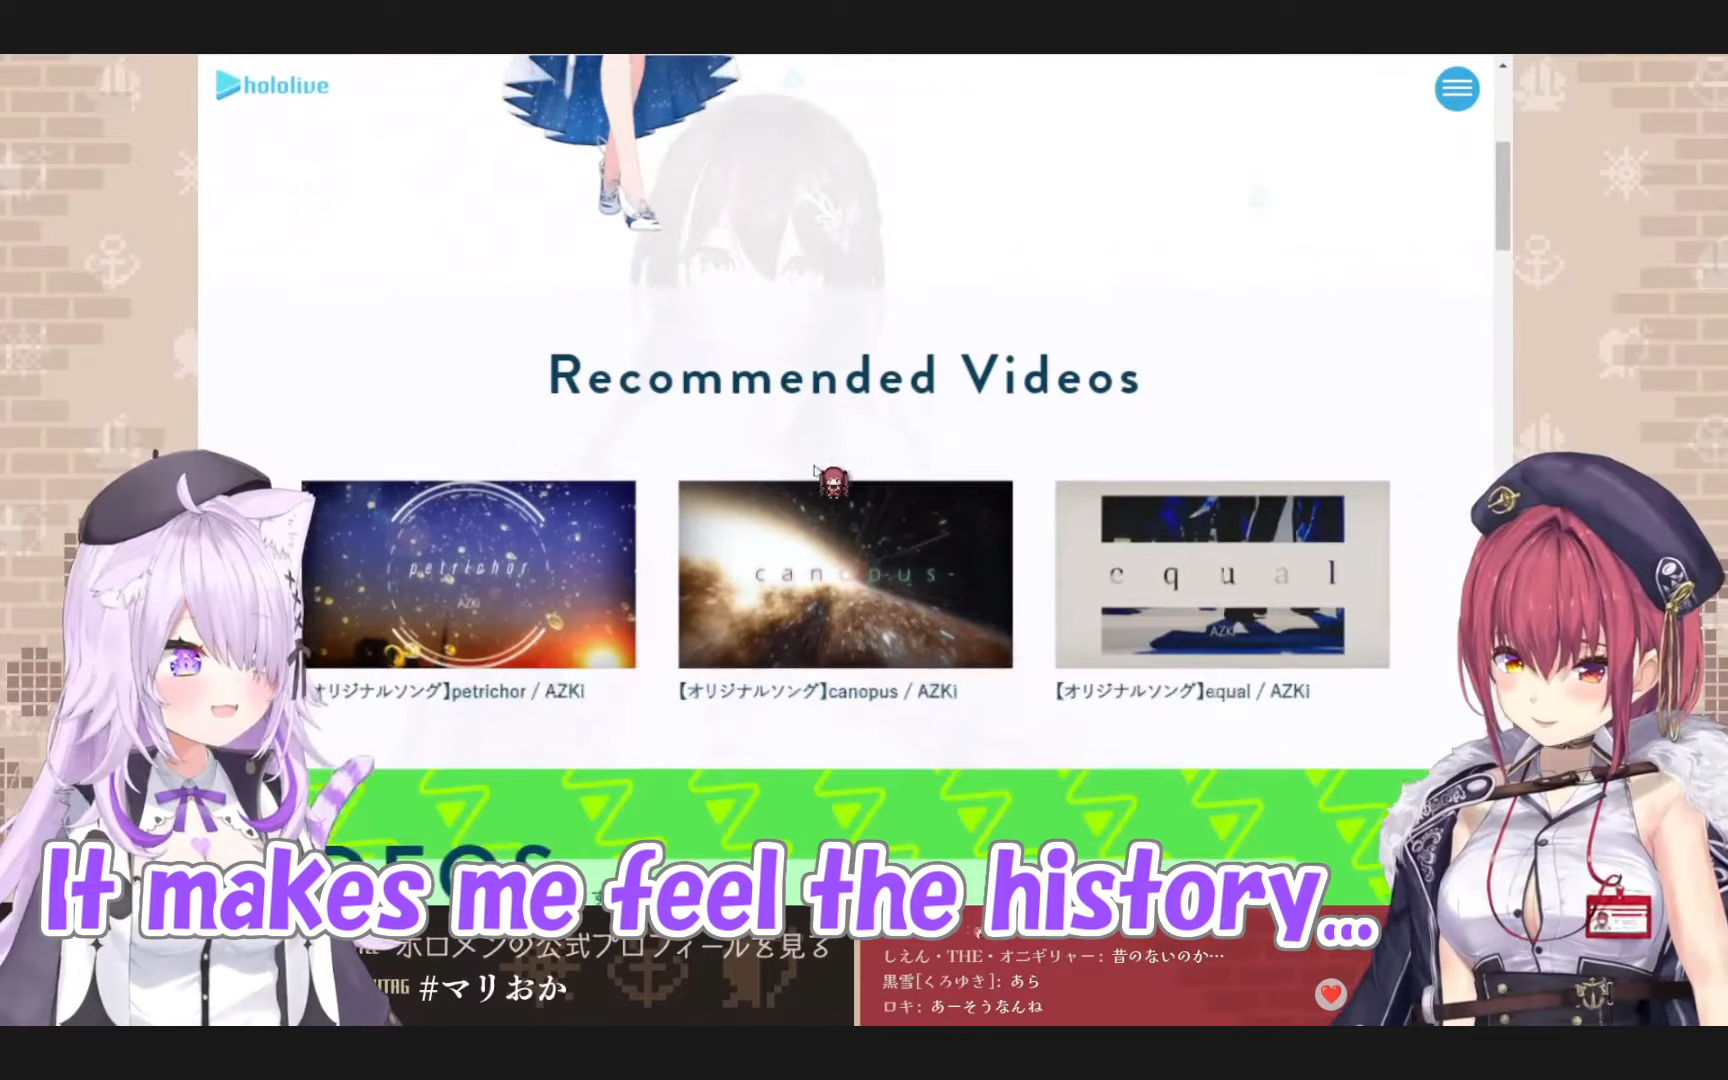 hololive
Recommended Videos
petrichor
AZKi
canopus
equal
AZKi
オリジナルソング】petrichor / AZKi
【オリジナルソング】canopus / AZKi
【オリジナルソング】equal / AZKi
It makes me feel the history...
ホロメンの公式プロフィールを見る
#マリおか
しえん・THE・オニギリャー: 昔のないのか…
黒雪[くろゆき]: あら
ロキ: あーそうなんね